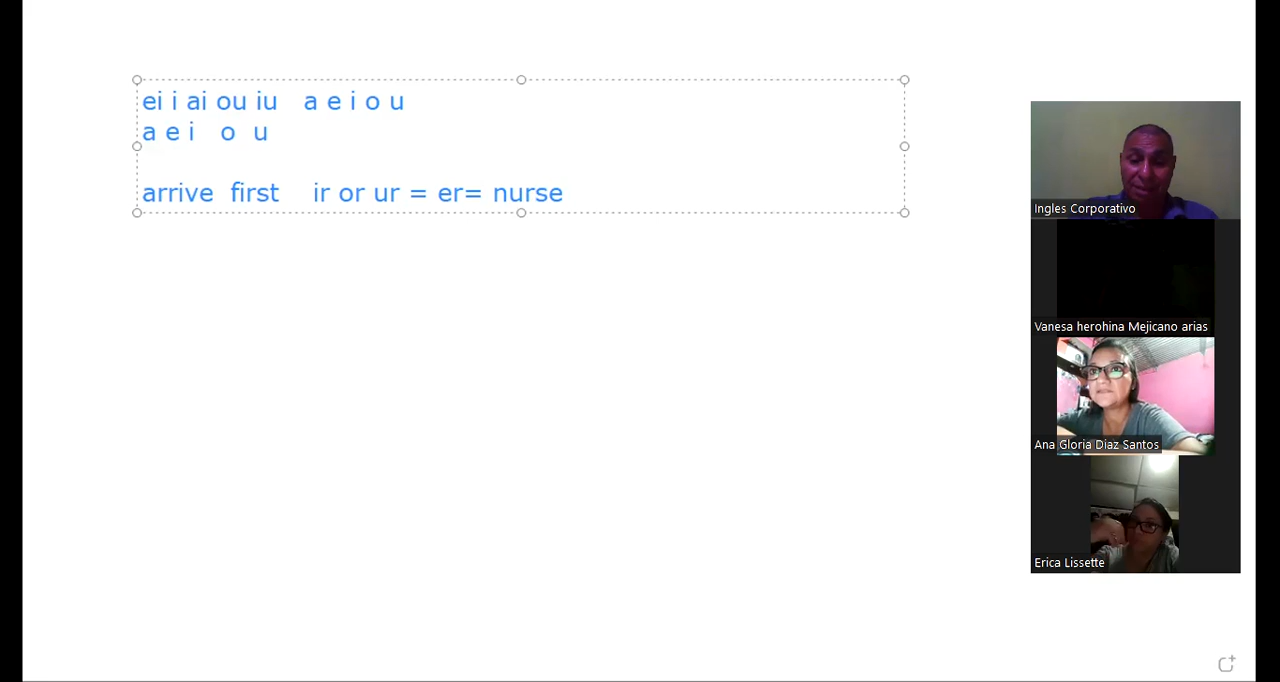 ei i ai ou iu a e i o u
a e i o u
arrive first ir or ur = er= nurse
Ingles Corporativo
Vanesa herohina Mejicano arias
Ana Gloria Diaz Santos
Erica Lissette